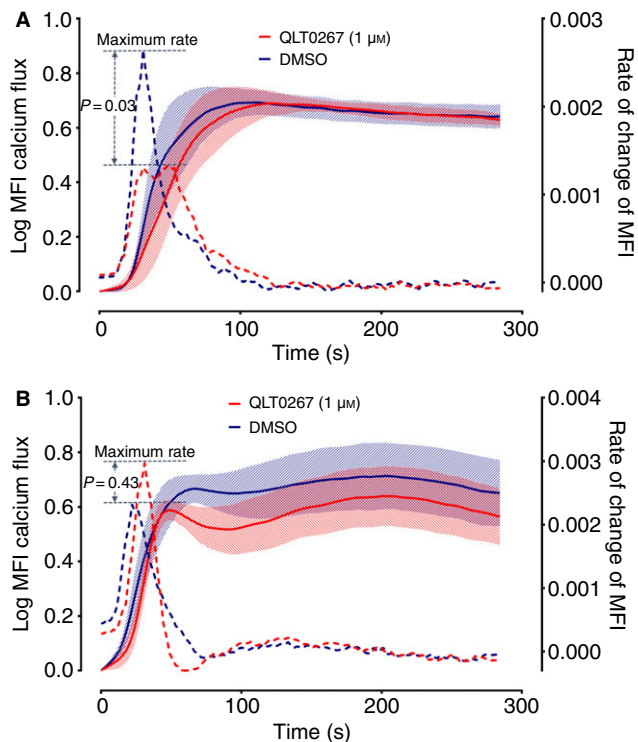 A
QLT0267 (1 μM)
DMSO
Maximum rate
P = 0.03
Log MFI calcium flux
1.0
0.8
0.6
0.4
0.2
0.0
Rate of change of MFI
0.003
0.002
0.001
0.000
0
100
200
300
Time (s)
B
QLT0267 (1 μM)
DMSO
Maximum rate
P = 0.43
Log MFI calcium flux
1.0
0.8
0.6
0.4
0.2
0.0
Rate of change of MFI
0.004
0.003
0.002
0.001
0.000
0
100
200
300
Time (s)